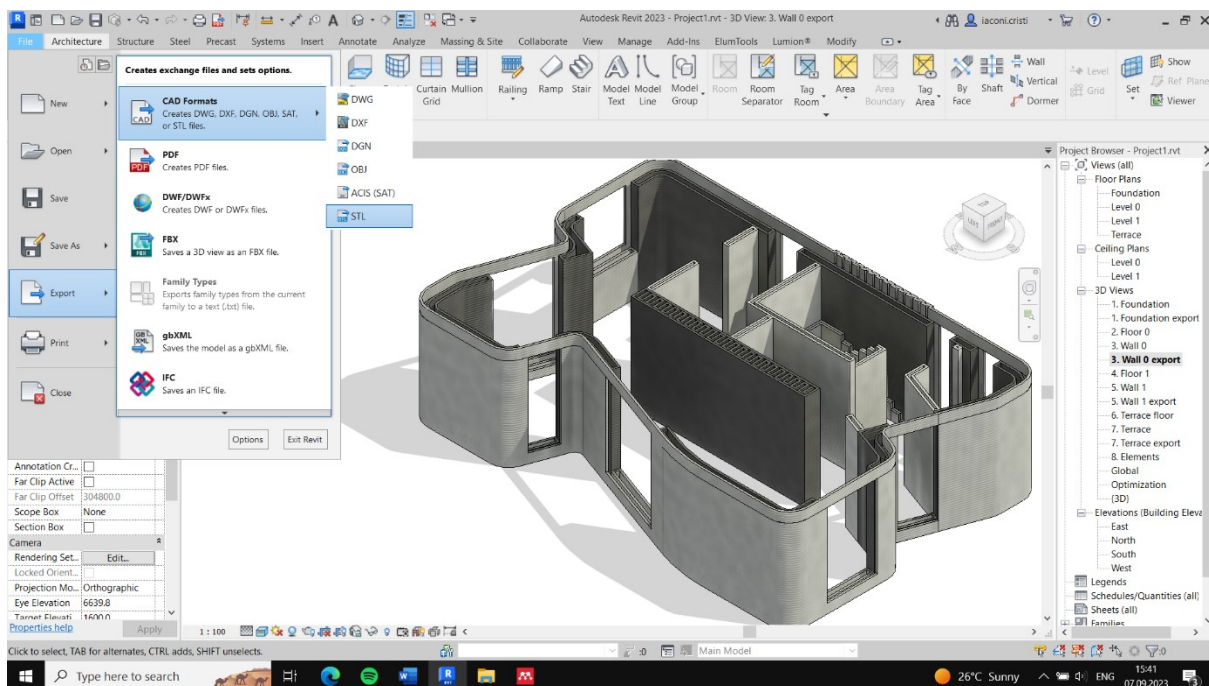 Autodesk Revit 2023 - Project1.rvt - 3D View: 3. Wall 0 export
iaconi.cristi
File Architecture Structure Steel Precast Systems Insert Annotate Analyze Massing & Site Collaborate View Manage Add-Ins ElumTools Lumion® Modify
Curtain Grid
Mullion
Railing
Ramp
Stair
Model Text
Model Line
Model Group
Room
Room Separator
Tag Room
Area
Area Boundary
Tag Area
By Face
Shaft
Wall
Vertical
Dormer
Level
Grid
Set
Show
Ref Plane
Viewer
New
Open
Save
Save As
Export
Print
Close
Creates exchange files and sets options.
CAD Formats
Creates DWG, DXF, DGN, OBJ, SAT,
or STL files.
PDF
Creates PDF files.
DWF/DWFx
Creates DWF or DWFx files.
FBX
Saves a 3D view as an FBX file.
Family Types
Exports family types from the current
family to a text (.txt) file.
gbXML
Saves the model as a gbXML file.
IFC
Saves an IFC file.
Options
Exit Revit
DWG
DXF
DGN
OBJ
ACIS (SAT)
STL
Annotation Cr...
Far Clip Active
Far Clip Offset 304800.0
Scope Box None
Section Box
Camera
Rendering Set... Edit...
Locked Orient...
Projection Mo... Orthographic
Eye Elevation 6639.8
Target Elevati... 1600.0
Properties help
Apply
1 : 100
Project Browser - Project1.rvt
Views (all)
Floor Plans
Foundation
Level 0
Level 1
Terrace
Ceiling Plans
Level 0
Level 1
3D Views
1. Foundation
1. Foundation export
2. Floor 0
3. Wall 0
3. Wall 0 export
4. Floor 1
5. Wall 1
5. Wall 1 export
6. Terrace floor
7. Terrace
7. Terrace export
8. Elements
Global
Optimization
{3D}
Elevations (Building Eleva
East
North
South
West
Legends
Schedules/Quantities (all)
Sheets (all)
Families
Click to select, TAB for alternates, CTRL adds, SHIFT unselects.
:0
Main Model
:0
Type here to search
26°C Sunny
ENG
15:41
07.09.2023